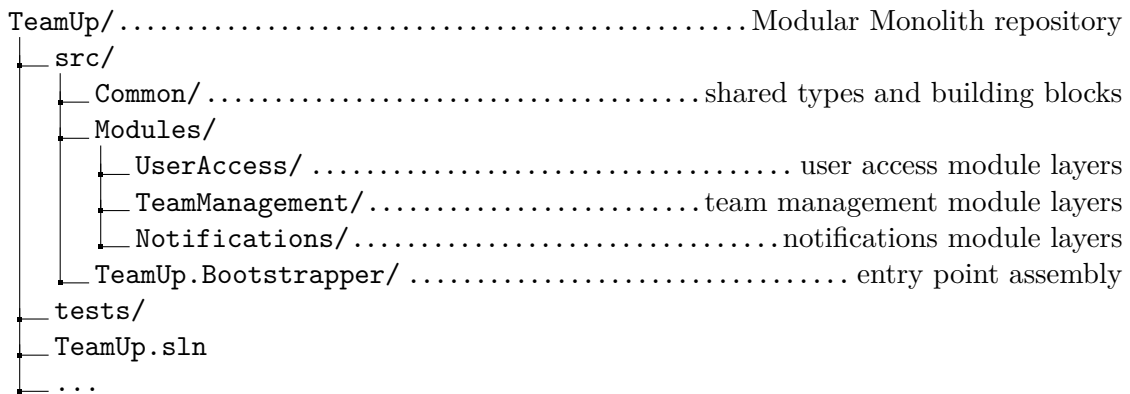 TeamUp/ Modular Monolith repository
src/
Common/ shared types and building blocks
Modules/
UserAccess/ user access module layers
TeamManagement/ team management module layers
Notifications/ notifications module layers
TeamUp.Bootstrapper/ entry point assembly
tests/
TeamUp.sln
...